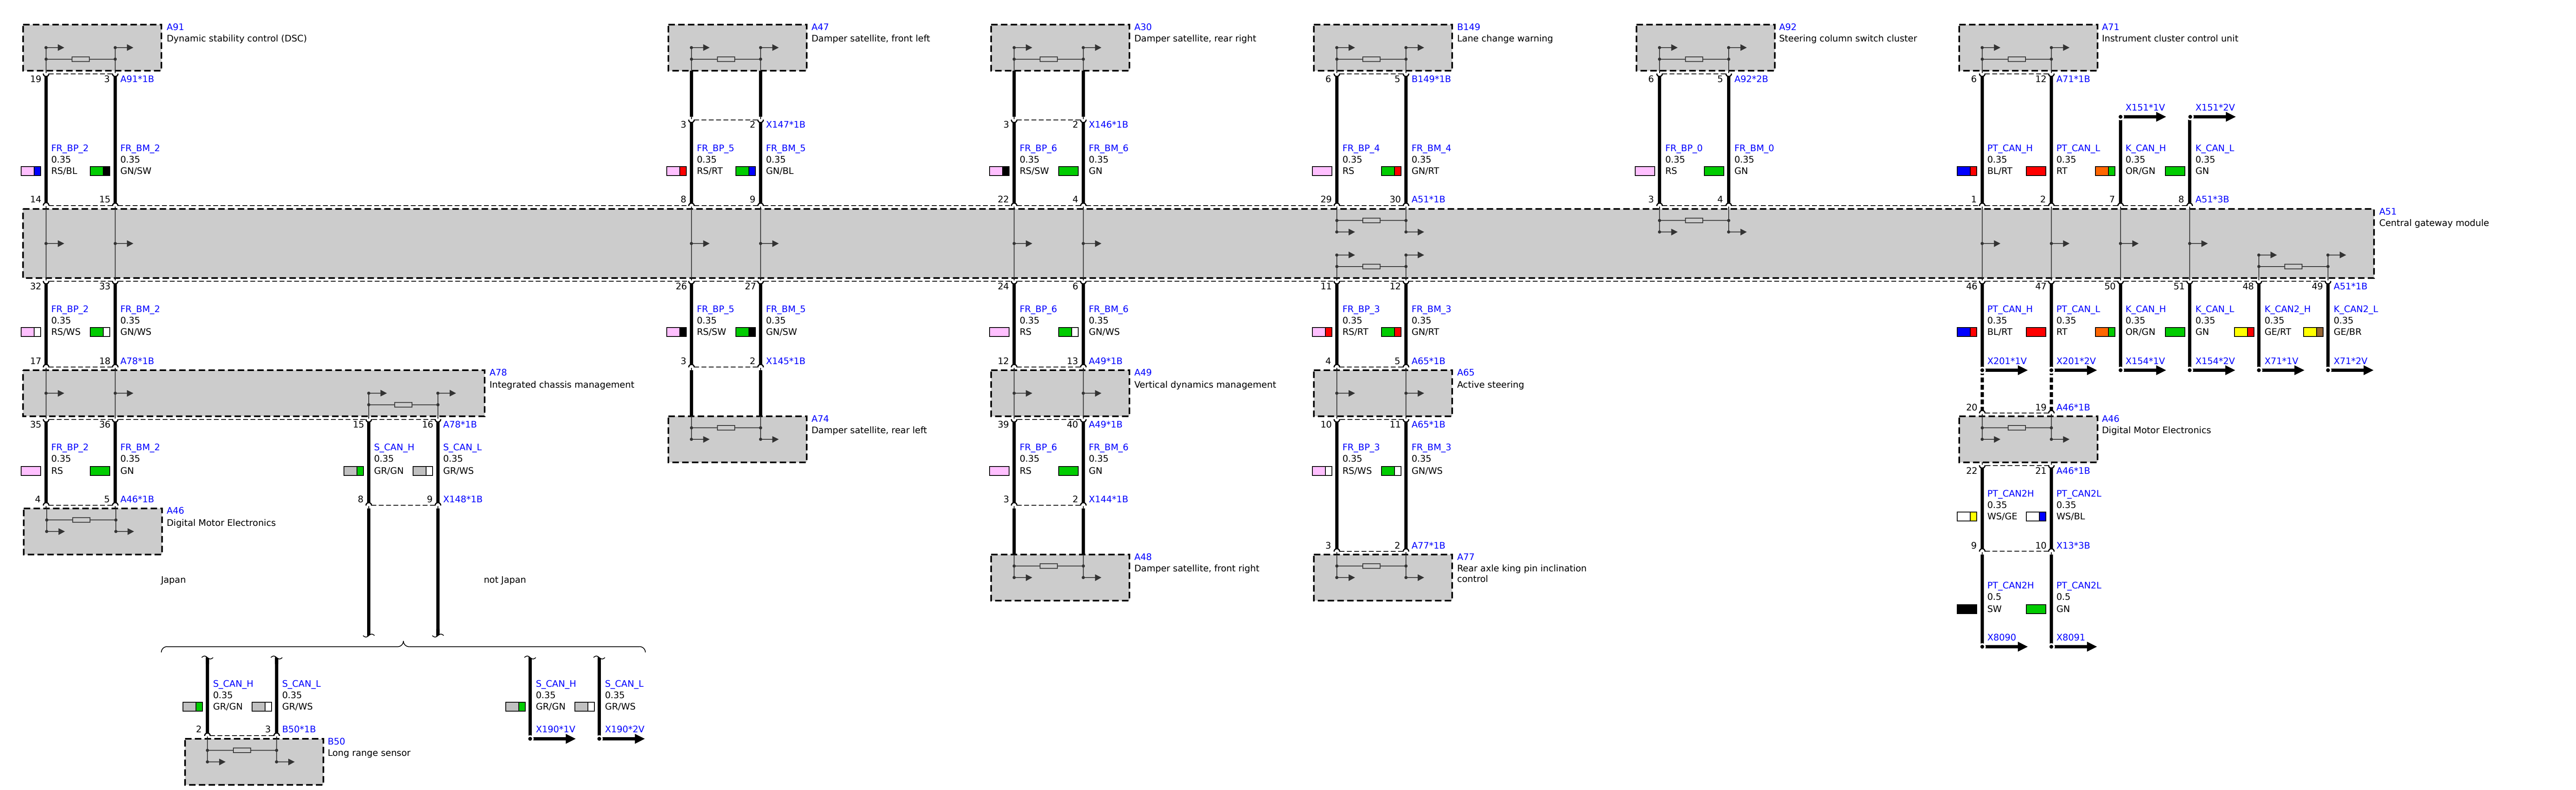 A91
Dynamic stability control (DSC)
A47
Damper satellite, front left
A30
Damper satellite, rear right
B149
Lane change warning
A92
Steering column switch cluster
A71
Instrument cluster control unit
19 3 A91*1B
6 5 B149*1B
6 5 A92*2B
6 12 A71*1B
X151*1V X151*2V
3 2 X147*1B
3 2 X146*1B
FR_BP_2 FR_BM_2 FR_BP_5 FR_BM_5 FR_BP_6 FR_BM_6 FR_BP_4 FR_BM_4 FR_BP_0 FR_BM_0 PT_CAN_H PT_CAN_L K_CAN_H K_CAN_L
0.35 0.35 0.35 0.35 0.35 0.35 0.35 0.35 0.35 0.35 0.35 0.35 0.35 0.35
RS/BL GN/SW RS/RT GN/BL RS/SW GN RS GN/RT RS GN BL/RT RT OR/GN GN
14 15 8 9 22 4 29 30 A51*1B 3 4 1 2 7 8 A51*3B
A51
Central gateway module
32 33 26 27 24 6 11 12 46 47 50 51 48 49 A51*1B
FR_BP_2 FR_BM_2 FR_BP_5 FR_BM_5 FR_BP_6 FR_BM_6 FR_BP_3 FR_BM_3 PT_CAN_H PT_CAN_L K_CAN_H K_CAN_L K_CAN2_H K_CAN2_L
0.35 0.35 0.35 0.35 0.35 0.35 0.35 0.35 0.35 0.35 0.35 0.35 0.35 0.35
RS/WS GN/WS RS/SW GN/SW RS GN/WS RS/RT GN/RT BL/RT RT OR/GN GN GE/RT GE/BR
17 18 A78*1B 3 2 X145*1B 12 13 A49*1B 4 5 A65*1B X201*1V X201*2V X154*1V X154*2V X71*1V X71*2V
A78
Integrated chassis management
A49
Vertical dynamics management
A65
Active steering
20 19 A46*1B
A74
Damper satellite, rear left
A46
Digital Motor Electronics
35 36 15 16 A78*1B 39 40 A49*1B 10 11 A65*1B
FR_BP_2 FR_BM_2 S_CAN_H S_CAN_L FR_BP_6 FR_BM_6 FR_BP_3 FR_BM_3
0.35 0.35 0.35 0.35 0.35 0.35 0.35 0.35
RS GN GR/GN GR/WS RS GN RS/WS GN/WS
22 21 A46*1B
4 5 A46*1B 8 9 X148*1B 3 2 X144*1B
PT_CAN2H PT_CAN2L
0.35 0.35
WS/GE WS/BL
A46
Digital Motor Electronics
3 2 A77*1B
9 10 X13*3B
A48
Damper satellite, front right
A77
Rear axle king pin inclination
control
Japan
not Japan
PT_CAN2H PT_CAN2L
0.5 0.5
SW GN
X8090 X8091
S_CAN_H S_CAN_L S_CAN_H S_CAN_L
0.35 0.35 0.35 0.35
GR/GN GR/WS GR/GN GR/WS
2 3 B50*1B X190*1V X190*2V
B50
Long range sensor